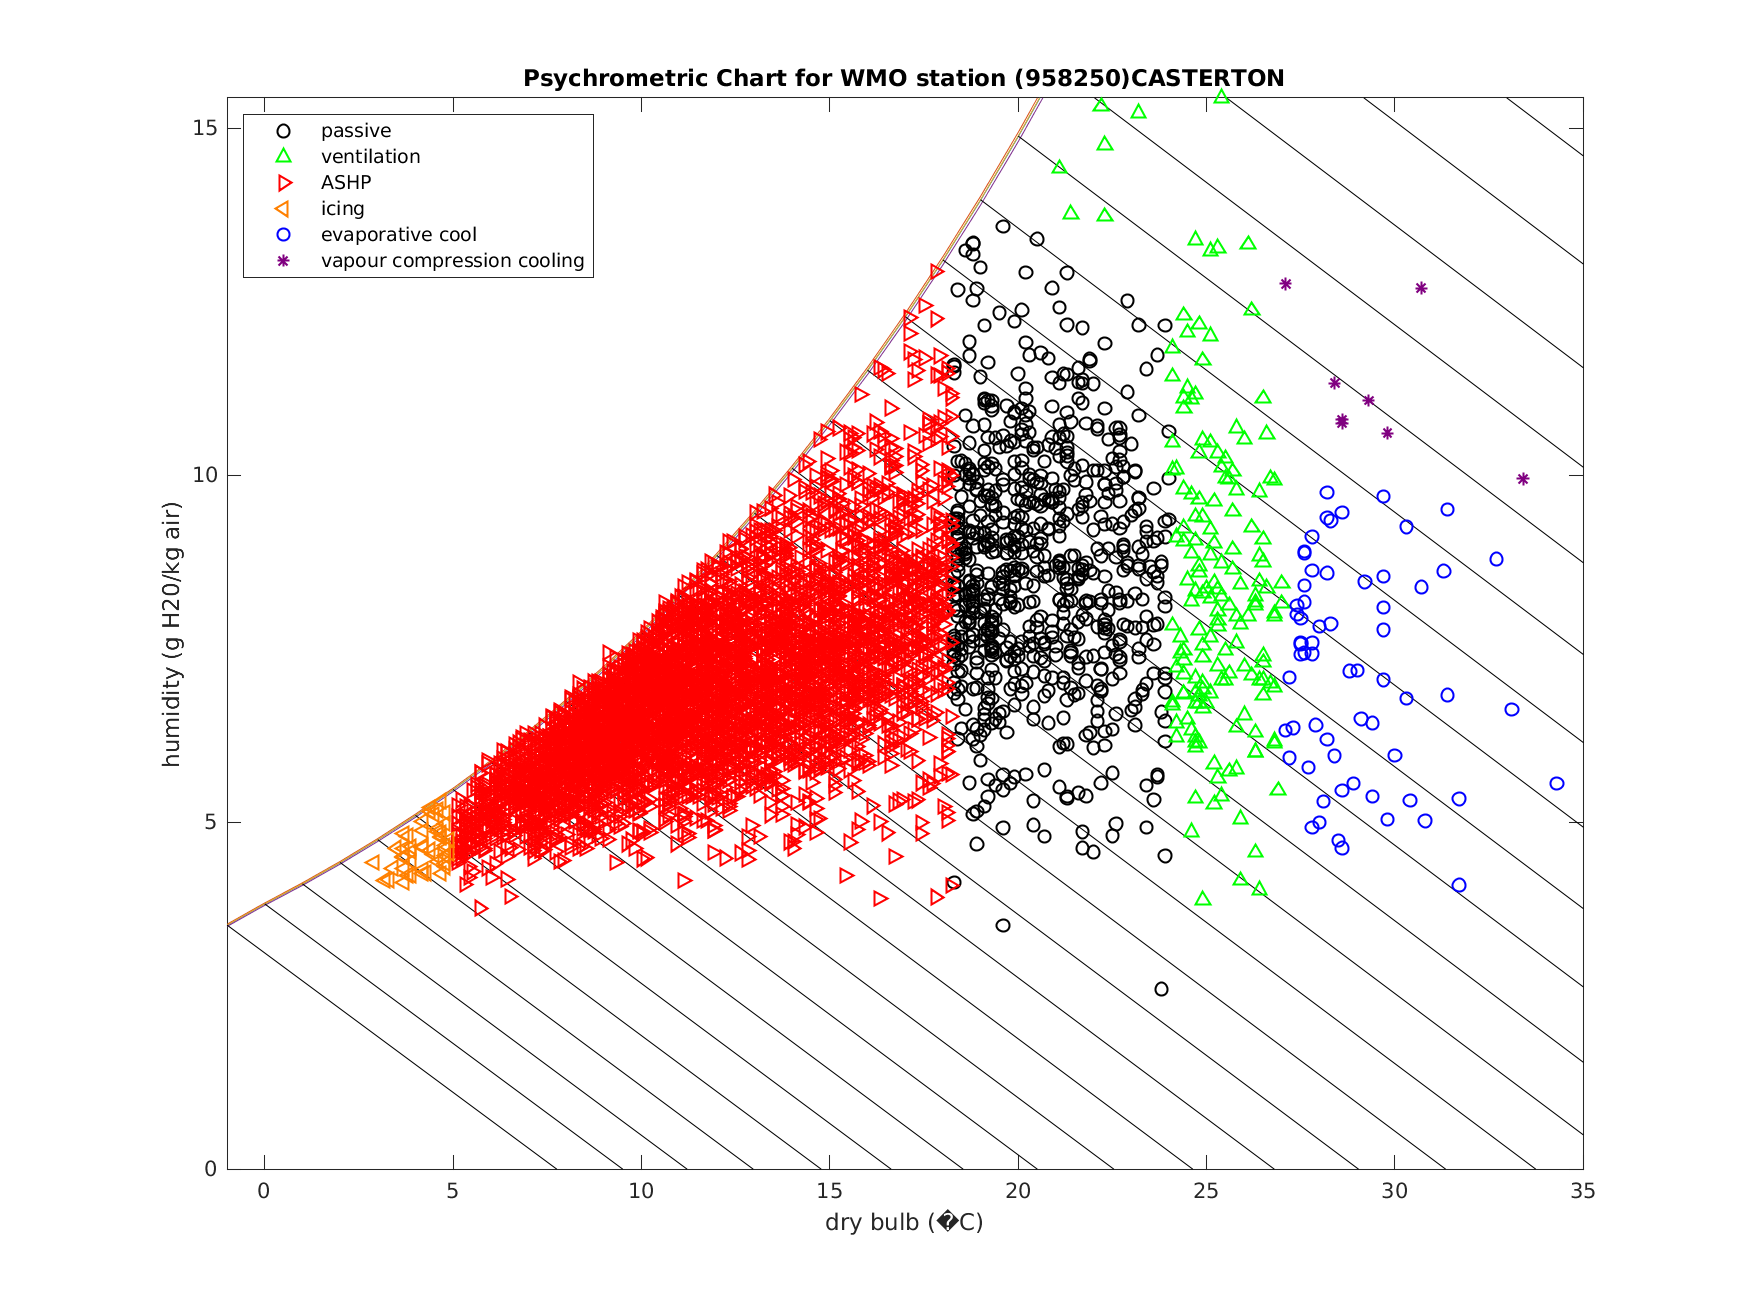 Psychrometric Chart for WMO station (958250)CASTERTON
passive
ventilation
ASHP
icing
evaporative cool
vapour compression cooling
humidity (g H20/kg air)
15
10
5
0
0 5 10 15 20 25 30 35
dry bulb (�C)